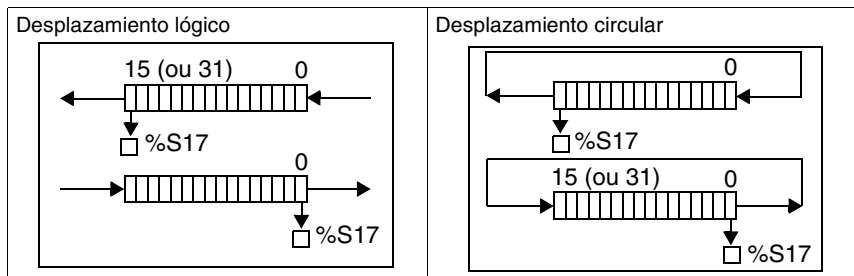 Desplazamiento lógico
15 (ou 31) 0
%S17
0
%S17
Desplazamiento circular
0
%S17
15 (ou 31) 0
%S17